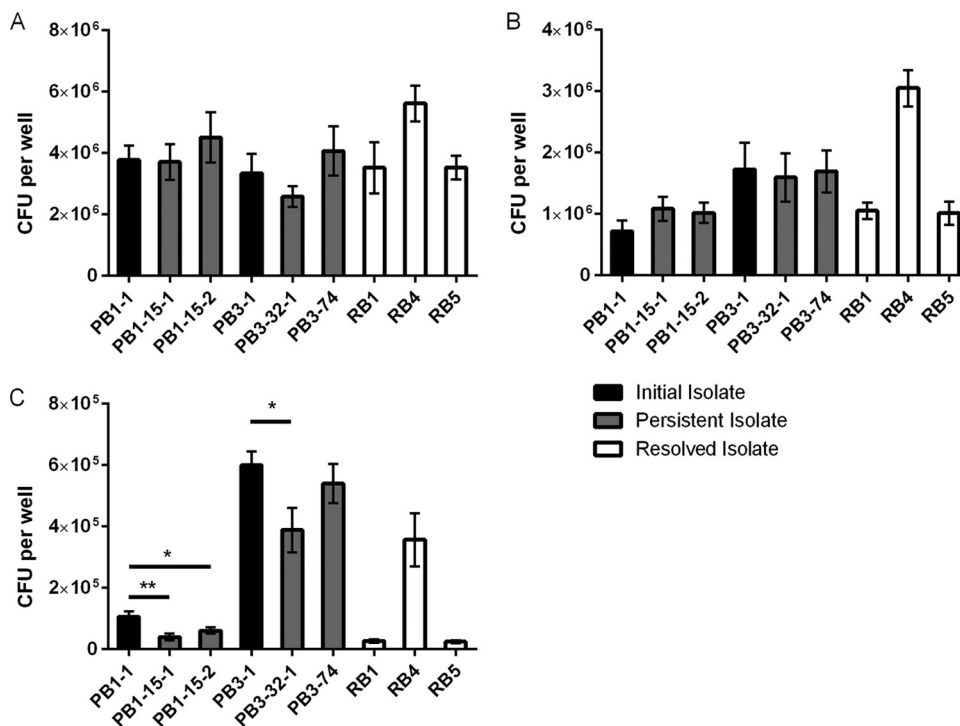 A
CFU per well
8×10⁶
6×10⁶
4×10⁶
2×10⁶
0
PB1-1
PB1-15-1
PB1-15-2
PB3-1
PB3-32-1
PB3-74
RB1
RB4
RB5
B
CFU per well
4×10⁶
3×10⁶
2×10⁶
1×10⁶
0
PB1-1
PB1-15-1
PB1-15-2
PB3-1
PB3-32-1
PB3-74
RB1
RB4
RB5
C
CFU per well
8×10⁵
6×10⁵
4×10⁵
2×10⁵
0
*
**
*
PB1-1
PB1-15-1
PB1-15-2
PB3-1
PB3-32-1
PB3-74
RB1
RB4
RB5
Initial Isolate
Persistent Isolate
Resolved Isolate